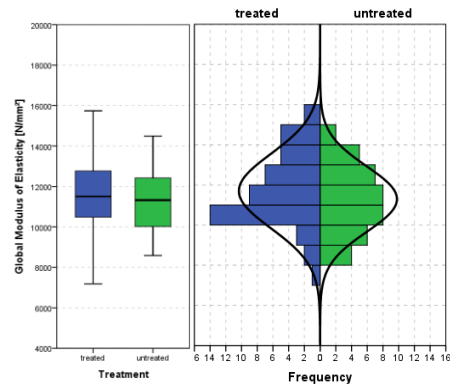 treated untreated
Global Modulus of Elasticity [N/mm²]
20000
18000
16000
14000
12000
10000
8000
6000
4000
treated untreated
Treatment
16 14 12 10 8 6 4 2 0 2 4 6 8 10 12 14 16
Frequency